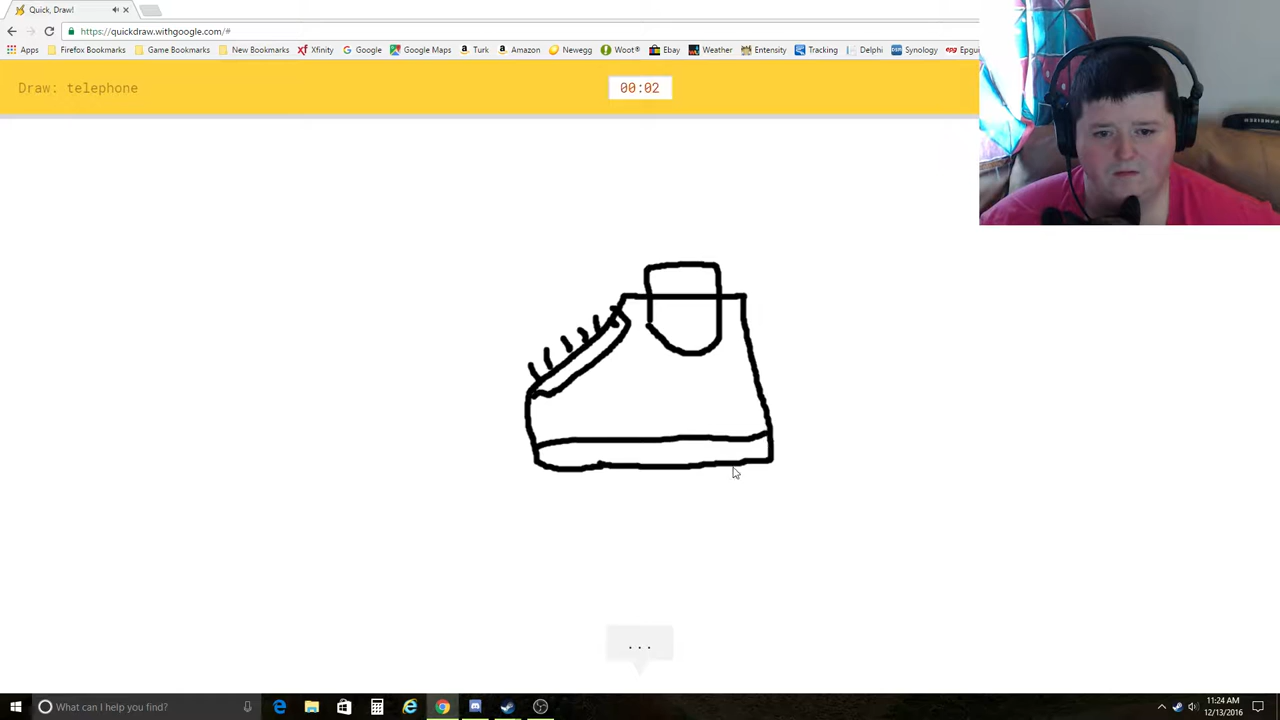 Quick, Draw!
https://quickdraw.withgoogle.com/#
Apps Firefox Bookmarks Game Bookmarks New Bookmarks Xfinity Google Google Maps Turk Amazon Newegg Woot® Ebay Weather Entensity Tracking Delphi Synology Epgui
Draw: telephone
00:02
...
What can I help you find?
11:24 AM
12/13/2016